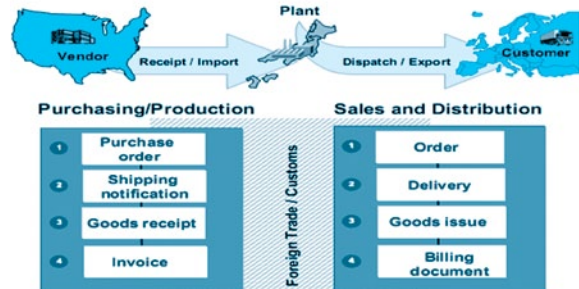 Plant
Vendor
Receipt / Import
Dispatch / Export
Customer
Purchasing/Production
1
Purchase
order
2
Shipping
notification
3
Goods receipt
4
Invoice
Foreign Trade / Customs
Sales and Distribution
1
Order
2
Delivery
3
Goods issue
4
Billing
document